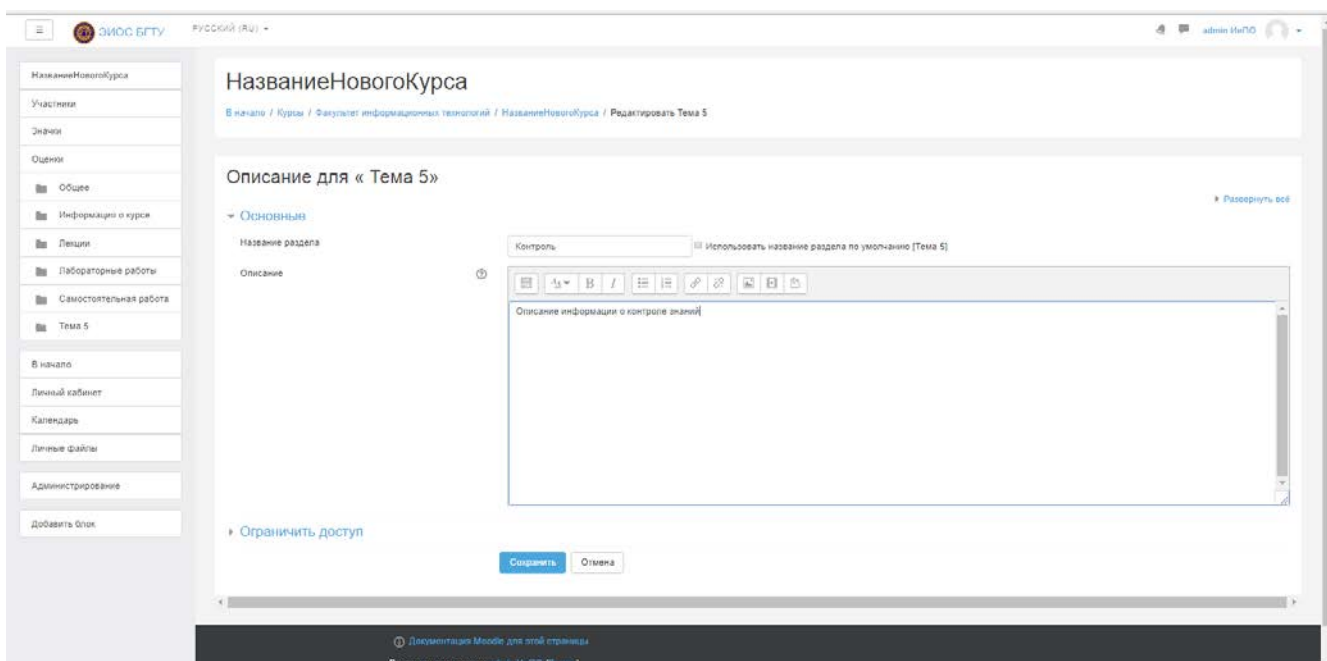 ЭИОС БГТУ РУССКИЙ (RU)
admin ИиПО
НазваниеНовогоКурса
Участники
Значки
Оценки
Общее
Информация о курсе
Лекции
Лабораторные работы
Самостоятельная работа
Тема 5
В начало
Личный кабинет
Календарь
Личные файлы
Администрирование
Добавить блок
НазваниеНовогоКурса
В начало / Курсы / Факультет информационных технологий / НазваниеНовогоКурса / Редактировать Тема 5
Описание для « Тема 5»
Развернуть всё
Основные
Название раздела
Контроль
Использовать название раздела по умолчанию [Тема 5]
Описание
B I
Описание информации о контроле знаний
Ограничить доступ
Сохранить Отмена
Документация Moodle для этой страницы